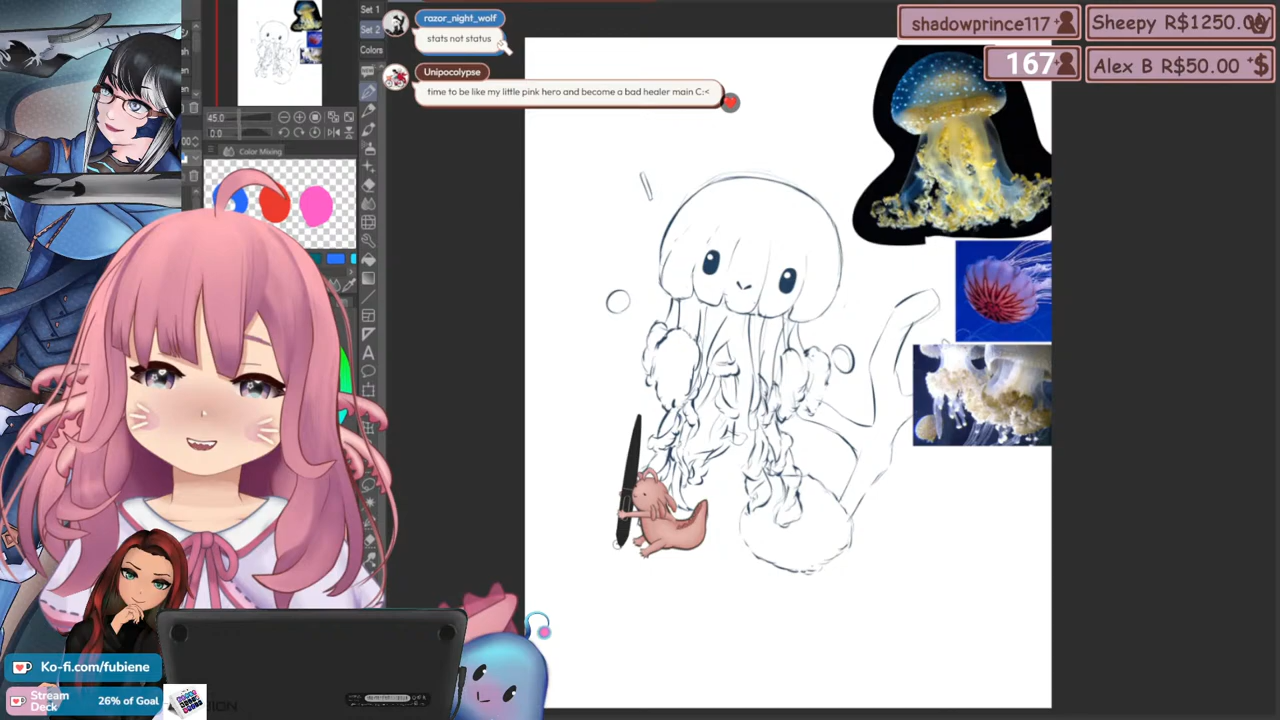 Set 1
Set 2
Colors
razor_night_wolf
stats not status
Unipocolypse
time to be like my little pink hero and become a bad healer main C:<
shadowprince117
Sheepy R$1250.00
167
Alex B R$50.00
45.0
0.0
Color Mixing
Ko-fi.com/fubiene
Stream Deck
26% of Goal